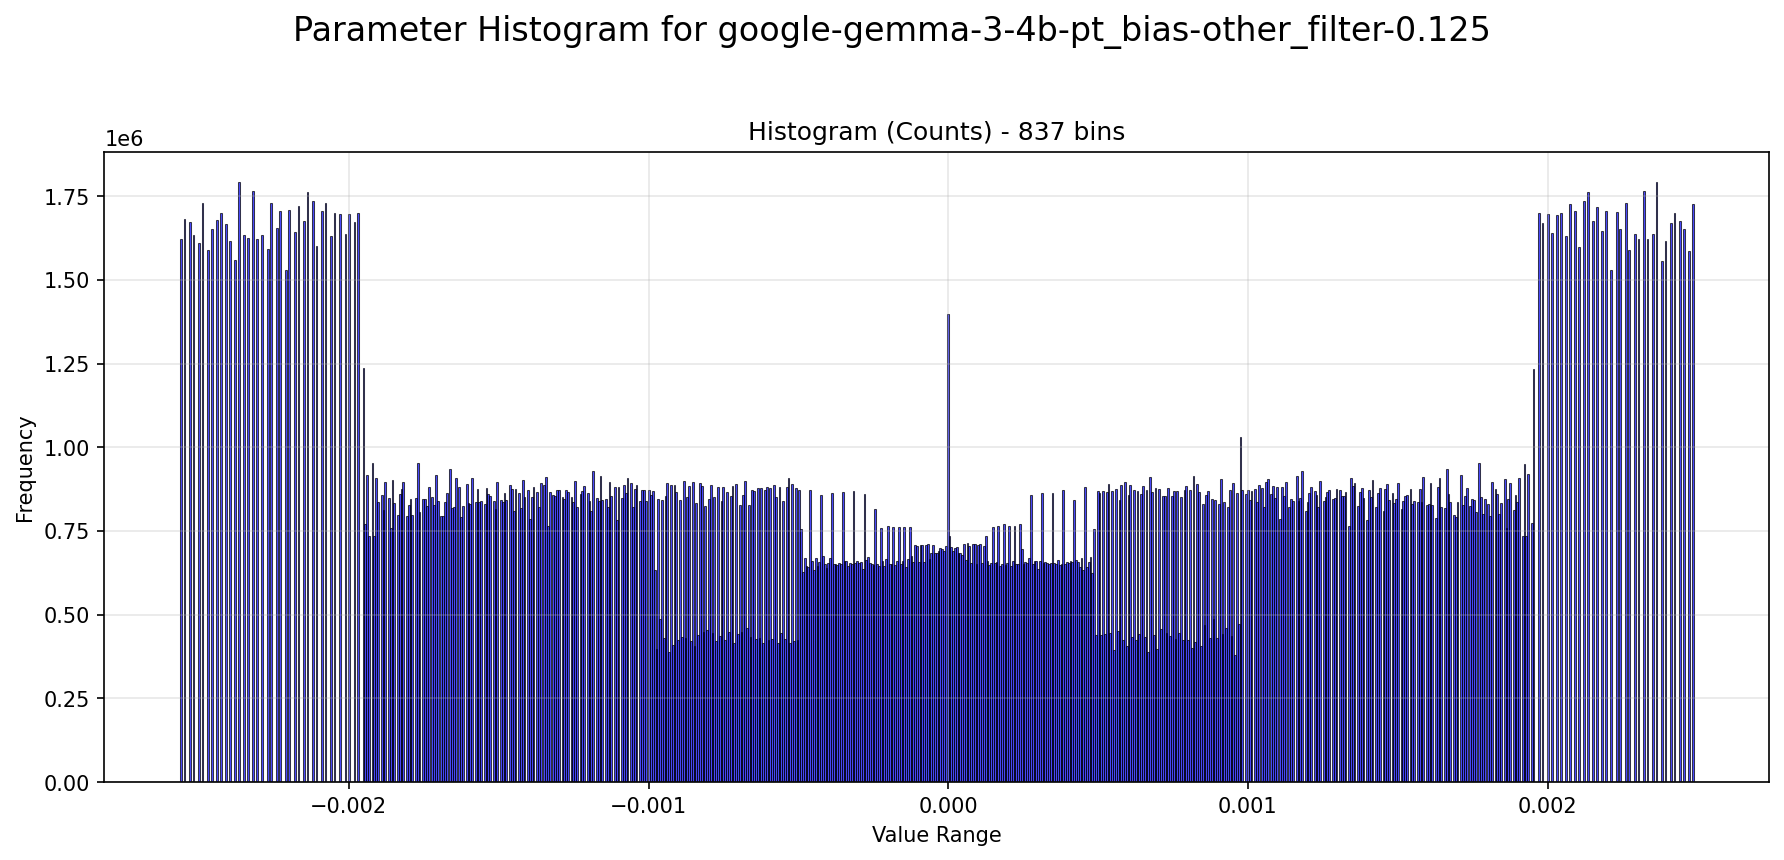 Parameter Histogram for google-gemma-3-4b-pt_bias-other_filter-0.125
Histogram (Counts) - 837 bins
1e6
1.75
1.50
1.25
1.00
0.75
0.50
0.25
0.00
Frequency
−0.002
−0.001
0.000
0.001
0.002
Value Range